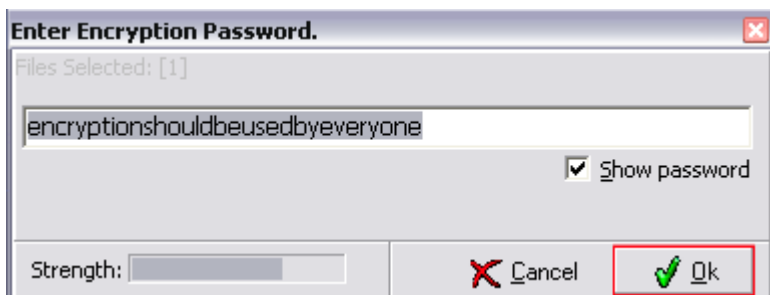 Enter Encryption Password.
Files Selected: [1]
encryptionshouldbeusedbyeveryone
Show password
Strength: Cancel Ok